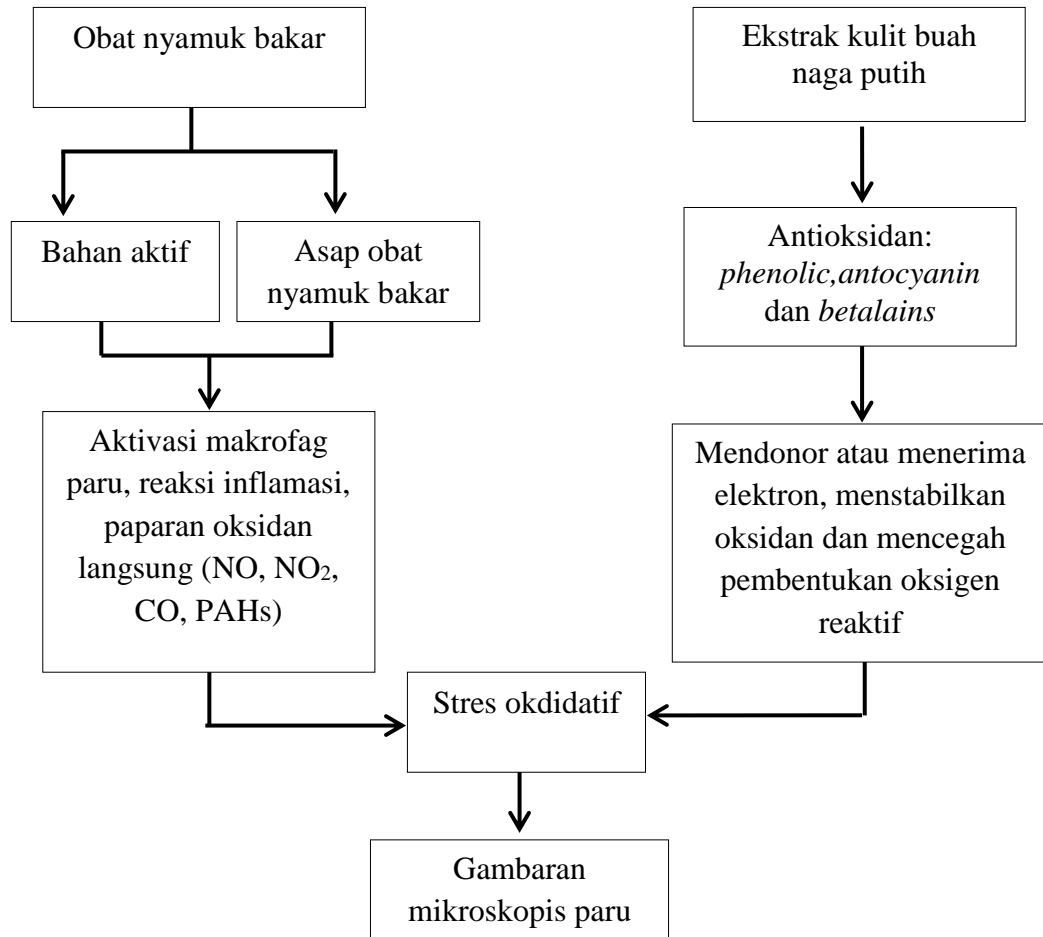 Obat nyamuk bakar
Ekstrak kulit buah
naga putih
Bahan aktif
Asap obat
nyamuk bakar
Antioksidan:
phenolic,antocyanin
dan betalains
Aktivasi makrofag
paru, reaksi inflamasi,
paparan oksidan
langsung (NO, NO₂,
CO, PAHs)
Mendonor atau menerima
elektron, menstabilkan
oksidan dan mencegah
pembentukan oksigen
reaktif
Stres okdidatif
Gambaran
mikroskopis paru